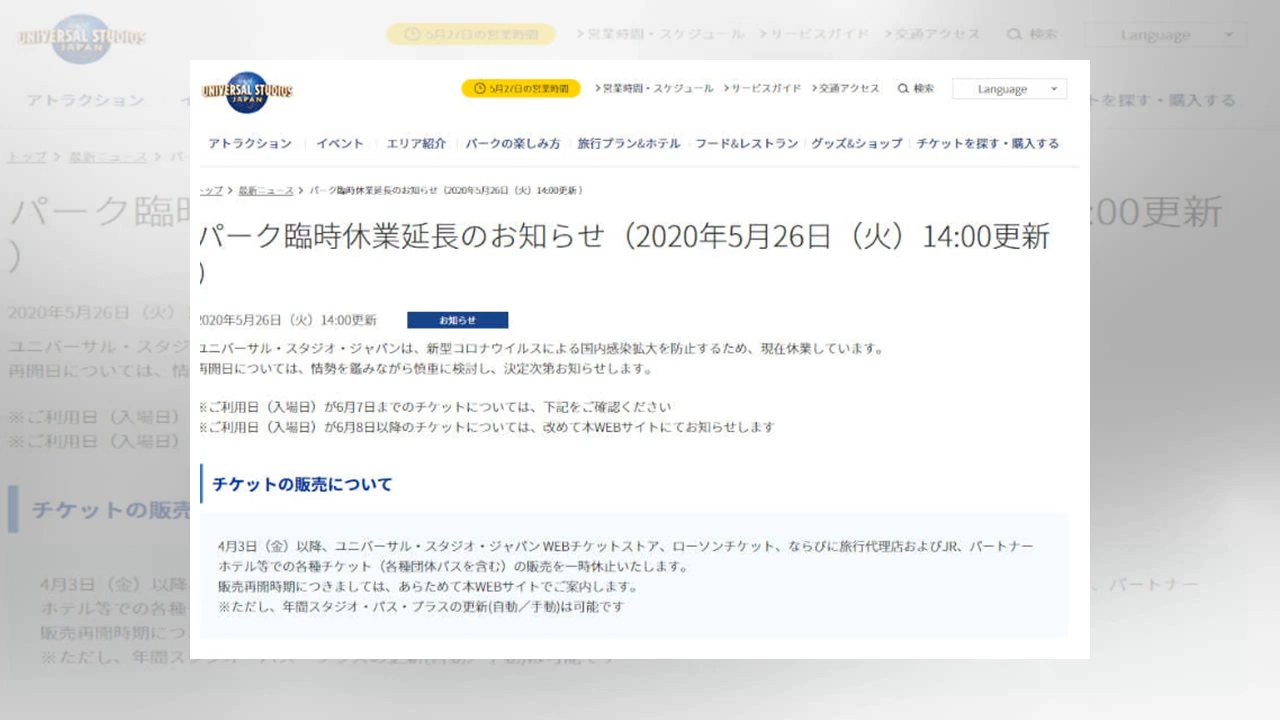 UNIVERSAL STUDIOS
JAPAN
5月27日の営業時間
営業時間・スケジュール
サービスガイド
交通アクセス
検索
Language
アトラクション
イベント
エリア紹介
パークの楽しみ方
旅行プラン&ホテル
フード&レストラン
グッズ&ショップ
チケットを探す・購入する
トップ > 最新ニュース > パーク臨時休業延長のお知らせ（2020年5月26日（火）14:00更新 ）
パーク臨時休業延長のお知らせ（2020年5月26日（火）14:00更新
）
2020年5月26日（火）14:00更新
お知らせ
ユニバーサル・スタジオ・ジャパンは、新型コロナウイルスによる国内感染拡大を防止するため、現在休業しています。
再開日については、情勢を鑑みながら慎重に検討し、決定次第お知らせします。
※ご利用日（入場日）が6月7日までのチケットについては、下記をご確認ください
※ご利用日（入場日）が6月8日以降のチケットについては、改めて本WEBサイトにてお知らせします
チケットの販売について
4月3日（金）以降、ユニバーサル・スタジオ・ジャパン WEBチケットストア、ローソンチケット、ならびに旅行代理店およびJR、パートナー
ホテル等での各種チケット（各種団体パスを含む）の販売を一時休止いたします。
販売再開時期につきましては、あらためて本WEBサイトでご案内します。
※ただし、年間スタジオ・パス・プラスの更新(自動／手動)は可能です